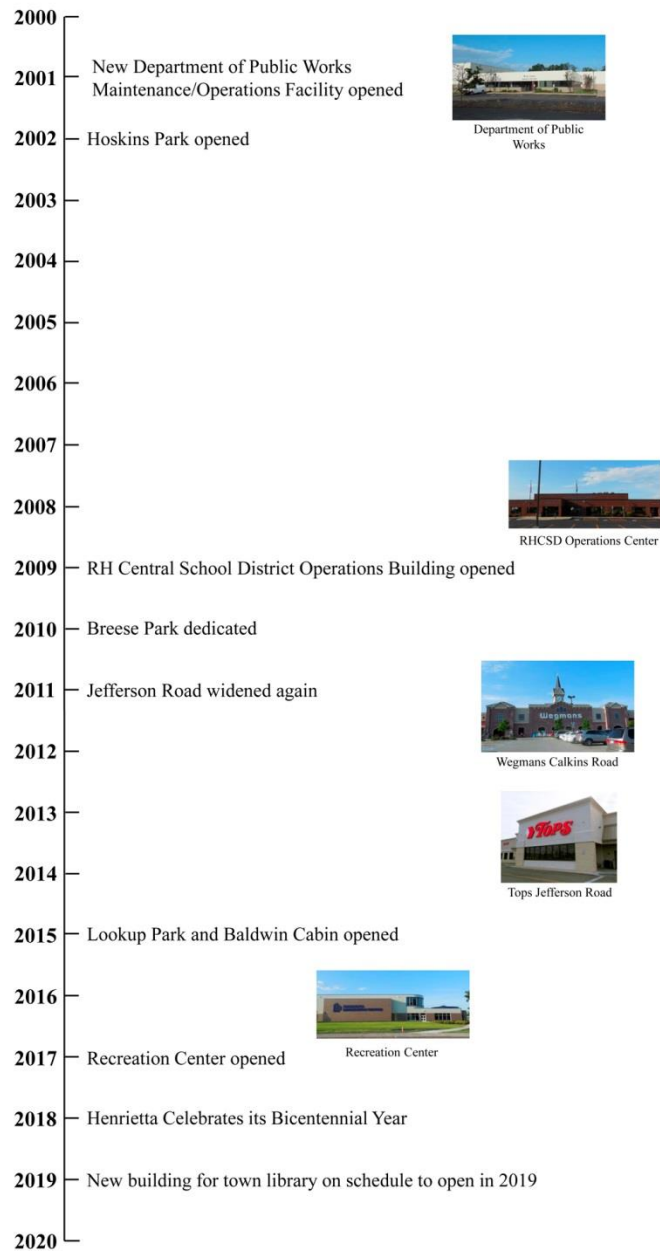 2000
2001
New Department of Public Works
Maintenance/Operations Facility opened
Department of Public
Works
2002
Hoskins Park opened
2003
2004
2005
2006
2007
2008
RHCSD Operations Center
2009
RH Central School District Operations Building opened
2010
Breese Park dedicated
2011
Jefferson Road widened again
Wegmans
2012
Wegmans Calkins Road
2013
TOPS
2014
Tops Jefferson Road
2015
Lookup Park and Baldwin Cabin opened
2016
Recreation Center
2017
Recreation Center opened
2018
Henrietta Celebrates its Bicentennial Year
2019
New building for town library on schedule to open in 2019
2020